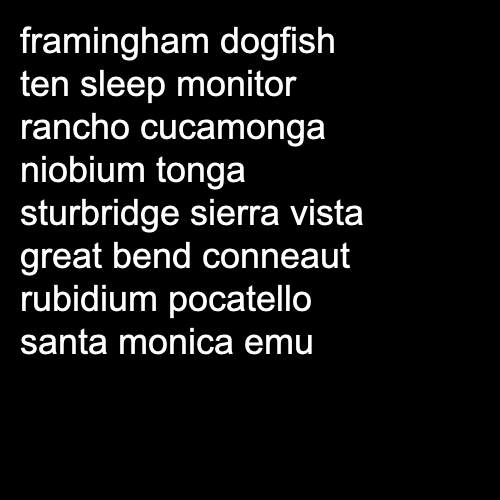 framingham dogfish
ten sleep monitor
rancho cucamonga
niobium tonga
sturbridge sierra vista
great bend conneaut
rubidium pocatello
santa monica emu